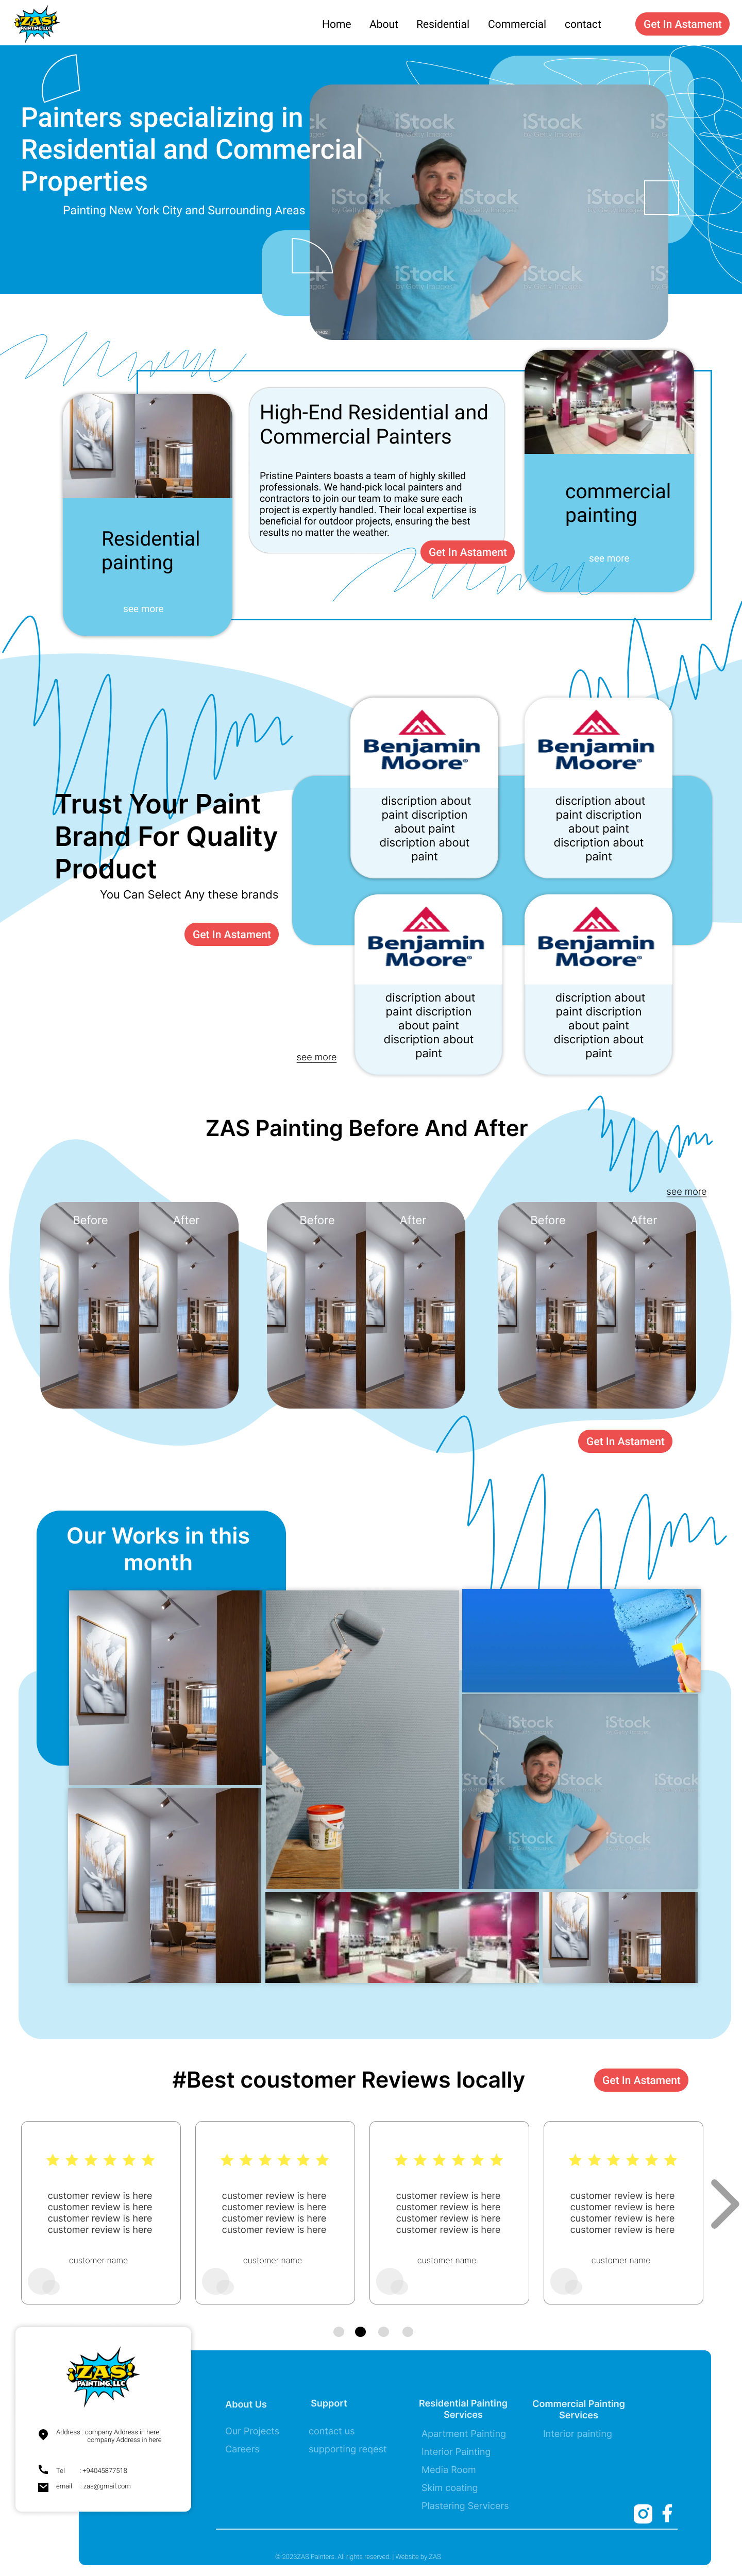 ZAS!
PAINTING, LLC
Home About Residential Commercial contact Get In Astament
Painters specializing in
Residential and Commercial
Properties
Painting New York City and Surrounding Areas
iStock
iStock
iStock
iStock
iStock
iStock
iStock
by Getty Images
High-End Residential and
Commercial Painters
Pristine Painters boasts a team of highly skilled
professionals. We hand-pick local painters and
contractors to join our team to make sure each
project is expertly handled. Their local expertise is
beneficial for outdoor projects, ensuring the best
results no matter the weather.
Get In Astament
Residential
painting
see more
commercial
painting
see more
Trust Your Paint
Brand For Quality
Product
You Can Select Any these brands
Get In Astament
see more
Benjamin
Moore®
discription about
paint discription
about paint
discription about
paint
Benjamin
Moore®
discription about
paint discription
about paint
discription about
paint
Benjamin
Moore®
discription about
paint discription
about paint
discription about
paint
Benjamin
Moore®
discription about
paint discription
about paint
discription about
paint
ZAS Painting Before And After
see more
Before After
Before After
Before After
Get In Astament
Our Works in this
month
iStock
iStock
iStock
iStock
iStock
iStock
iStock
#Best coustomer Reviews locally
Get In Astament
customer review is here
customer review is here
customer review is here
customer review is here
customer name
customer review is here
customer review is here
customer review is here
customer review is here
customer name
customer review is here
customer review is here
customer review is here
customer review is here
customer name
customer review is here
customer review is here
customer review is here
customer review is here
customer name
ZAS!
PAINTING, LLC
Address : company Address in here
company Address in here
Tel : +94045877518
email : zas@gmail.com
About Us
Our Projects
Careers
Support
contact us
supporting reqest
Residential Painting
Services
Apartment Painting
Interior Painting
Media Room
Skim coating
Plastering Servicers
Commercial Painting
Services
Interior painting
© 2023ZAS Painters. All rights reserved. | Website by ZAS